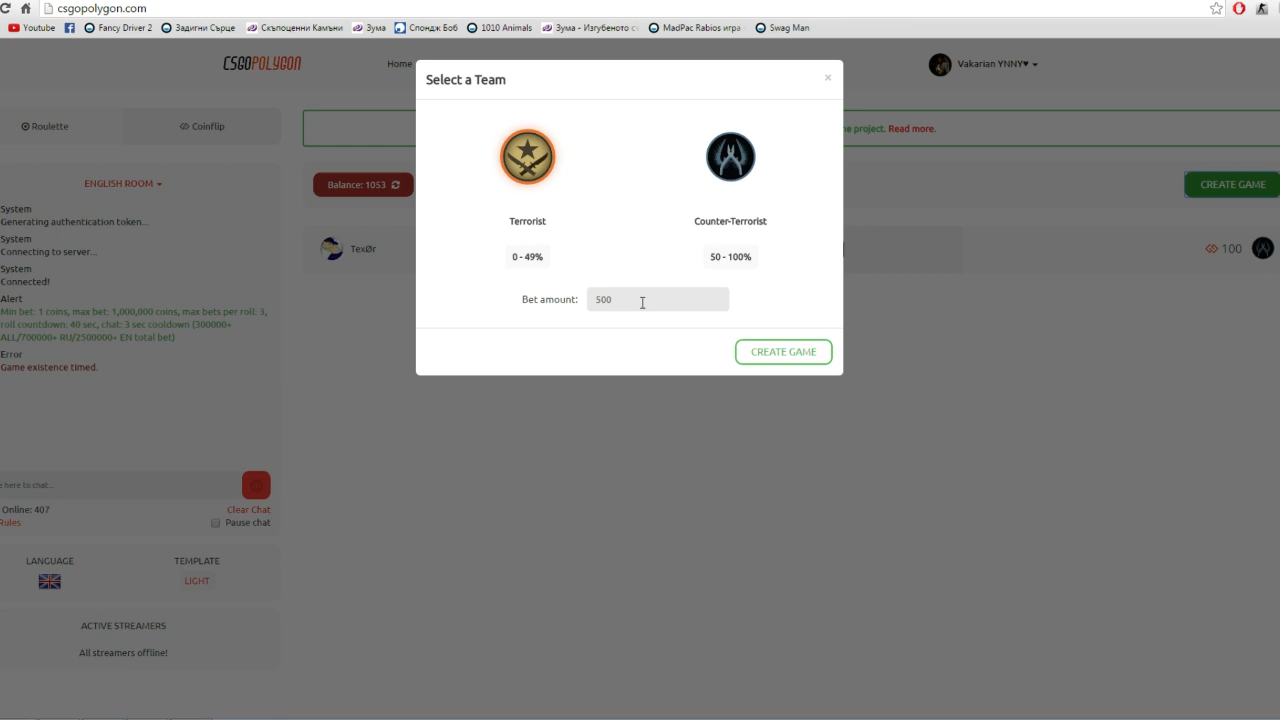 csgopolygon.com
Youtube
Fancy Driver 2
Задигни Сърце
Скъпоценни Камъни
Зума
Спондж Боб
1010 Animals
Зума - Изгубеното с
MadPac Rabios игра
Swag Man
CSGOPOLYGON
Home
Vakarian YNNY♥
Select a Team
×
Roulette
Coinflip
e project. Read more.
ENGLISH ROOM
Balance: 1053
CREATE GAME
Terrorist
Counter-Terrorist
0 - 49%
50 - 100%
Bet amount:
500
CREATE GAME
TexØr
100
System
Generating authentication token...
System
Connecting to server...
System
Connected!
Alert
Min bet: 1 coins, max bet: 1,000,000 coins, max bets per roll: 3,
roll countdown: 40 sec, chat: 3 sec cooldown (300000+
ALL/700000+ RU/2500000+ EN total bet)
Error
Game existence timed.
e here to chat...
Online: 407
Clear Chat
Rules
Pause chat
LANGUAGE
TEMPLATE
LIGHT
ACTIVE STREAMERS
All streamers offline!